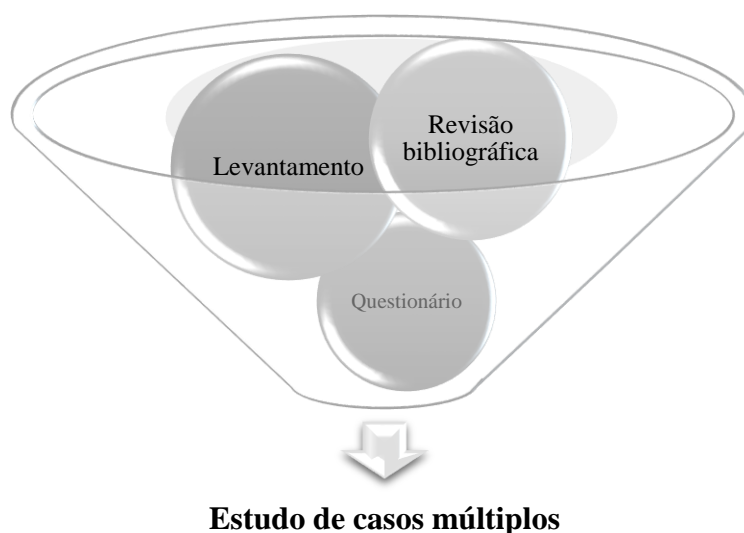 Revisão
bibliográfica
Levantamento
Questionário
Estudo de casos múltiplos